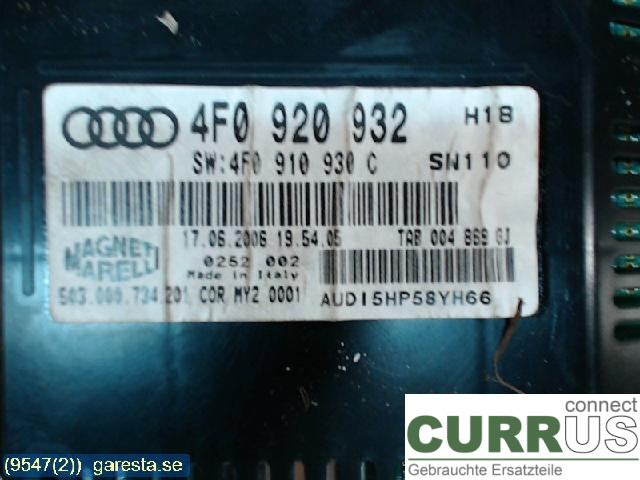 4F0 920 932 H18
SW:4F0 910 930 C SN110
17.06.2006 19.54.05 TAB 004 869 GJ
MAGNETI
MARELLI
0252 002
Made in Italy
503.000.734.201 COR MY2 0001
AUDI5HP58YH66
connect
CURRUS
Gebrauchte Ersatzteile
(9547(2)) garesta.se